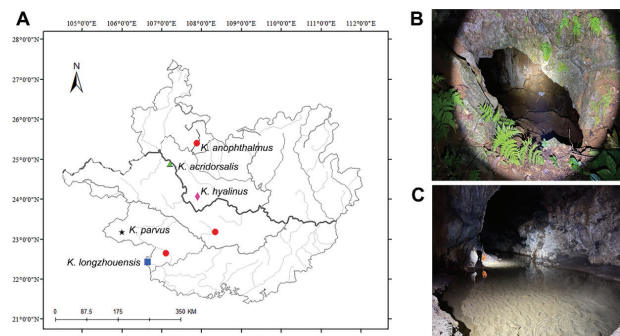 A
105°0'0"E 106°0'0"E 107°0'0"E 108°0'0"E 109°0'0"E 110°0'0"E 111°0'0"E 112°0'0"E
28°0'0"N
27°0'0"N
26°0'0"N
25°0'0"N
24°0'0"N
23°0'0"N
22°0'0"N
21°0'0"N
N
K. anophthalmus
K. acridorsalis
K. hyalinus
K. parvus
K. longzhouensis
0 87.5 175 350 KM
B
C